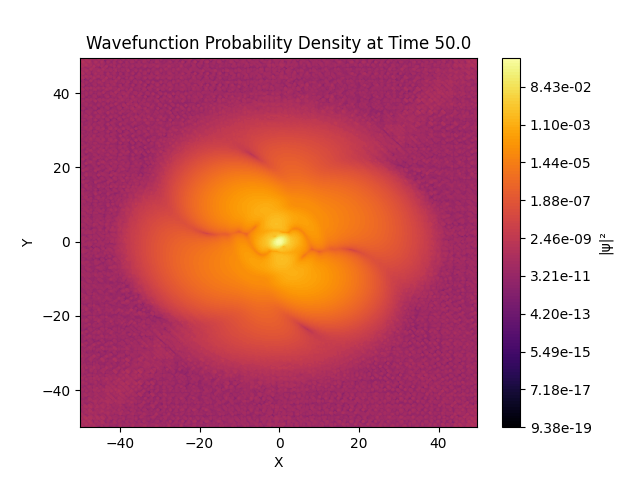 Wavefunction Probability Density at Time 50.0
40
20
0
−20
−40
Y
−40
−20
0
20
40
X
8.43e-02
1.10e-03
1.44e-05
1.88e-07
2.46e-09
3.21e-11
4.20e-13
5.49e-15
7.18e-17
9.38e-19
|ψ|²